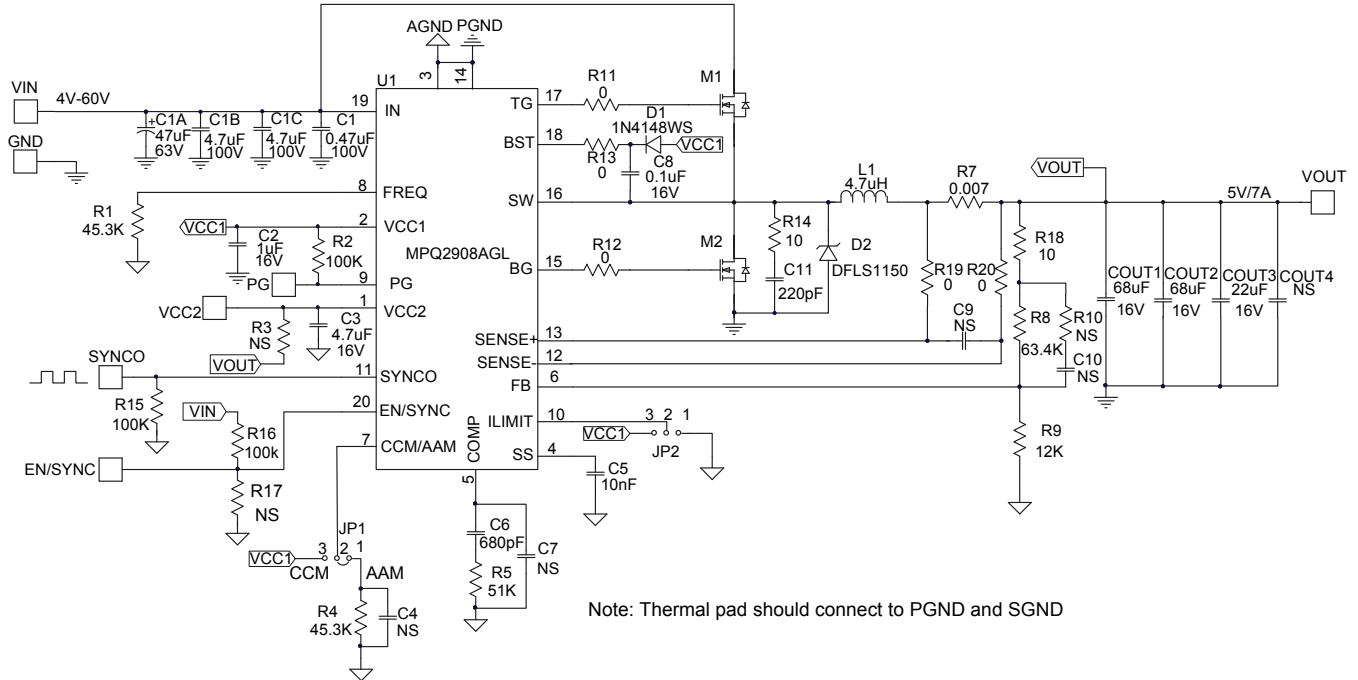 AGND PGND
U1
3
14
VIN
4V-60V
GND
C1A
47uF
63V
C1B
4.7uF
100V
C1C
4.7uF
100V
C1
0.47uF
100V
19 IN
8 FREQ
R1
45.3K
2 VCC1
VCC1
C2
1uF
16V
R2
100K
MPQ2908AGL
9 PG
PG
1 VCC2
VCC2
R3
NS
C3
4.7uF
16V
VOUT
SYNCO
11 SYNCO
R15
100K
VIN
R16
100k
20 EN/SYNC
EN/SYNC
R17
NS
7 CCM/AAM
JP1
VCC1
3 2 1
CCM
AAM
R4
45.3K
C4
NS
COMP
5
C6
680pF
C7
NS
R5
51K
TG 17
R11
0
M1
BST 18
D1
1N4148WS
VCC1
R13
0
C8
0.1uF
16V
SW 16
L1
4.7uH
R7
0.007
VOUT
5V/7A
VOUT
BG 15
R12
0
M2
R14
10
C11
220pF
D2
DFLS1150
R19
0
R20
0
C9
NS
R18
10
R8
63.4K
R10
NS
C10
NS
COUT1
68uF
16V
COUT2
68uF
16V
COUT3
22uF
16V
COUT4
NS
SENSE+ 13
SENSE- 12
FB 6
ILIMIT 10
VCC1
3 2 1
JP2
SS 4
C5
10nF
R9
12K
Note: Thermal pad should connect to PGND and SGND